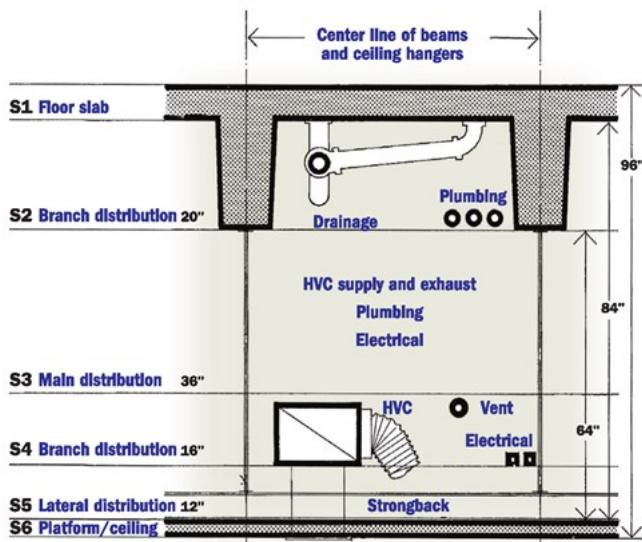 Center line of beams
and ceiling hangers
S1 Floor slab
96"
Plumbing
S2 Branch distribution 20"
Drainage
HVC supply and exhaust
Plumbing
Electrical
84"
S3 Main distribution 36"
HVC
Vent
64"
Electrical
S4 Branch distribution 16"
S5 Lateral distribution 12"
Strongback
S6 Platform/ceiling